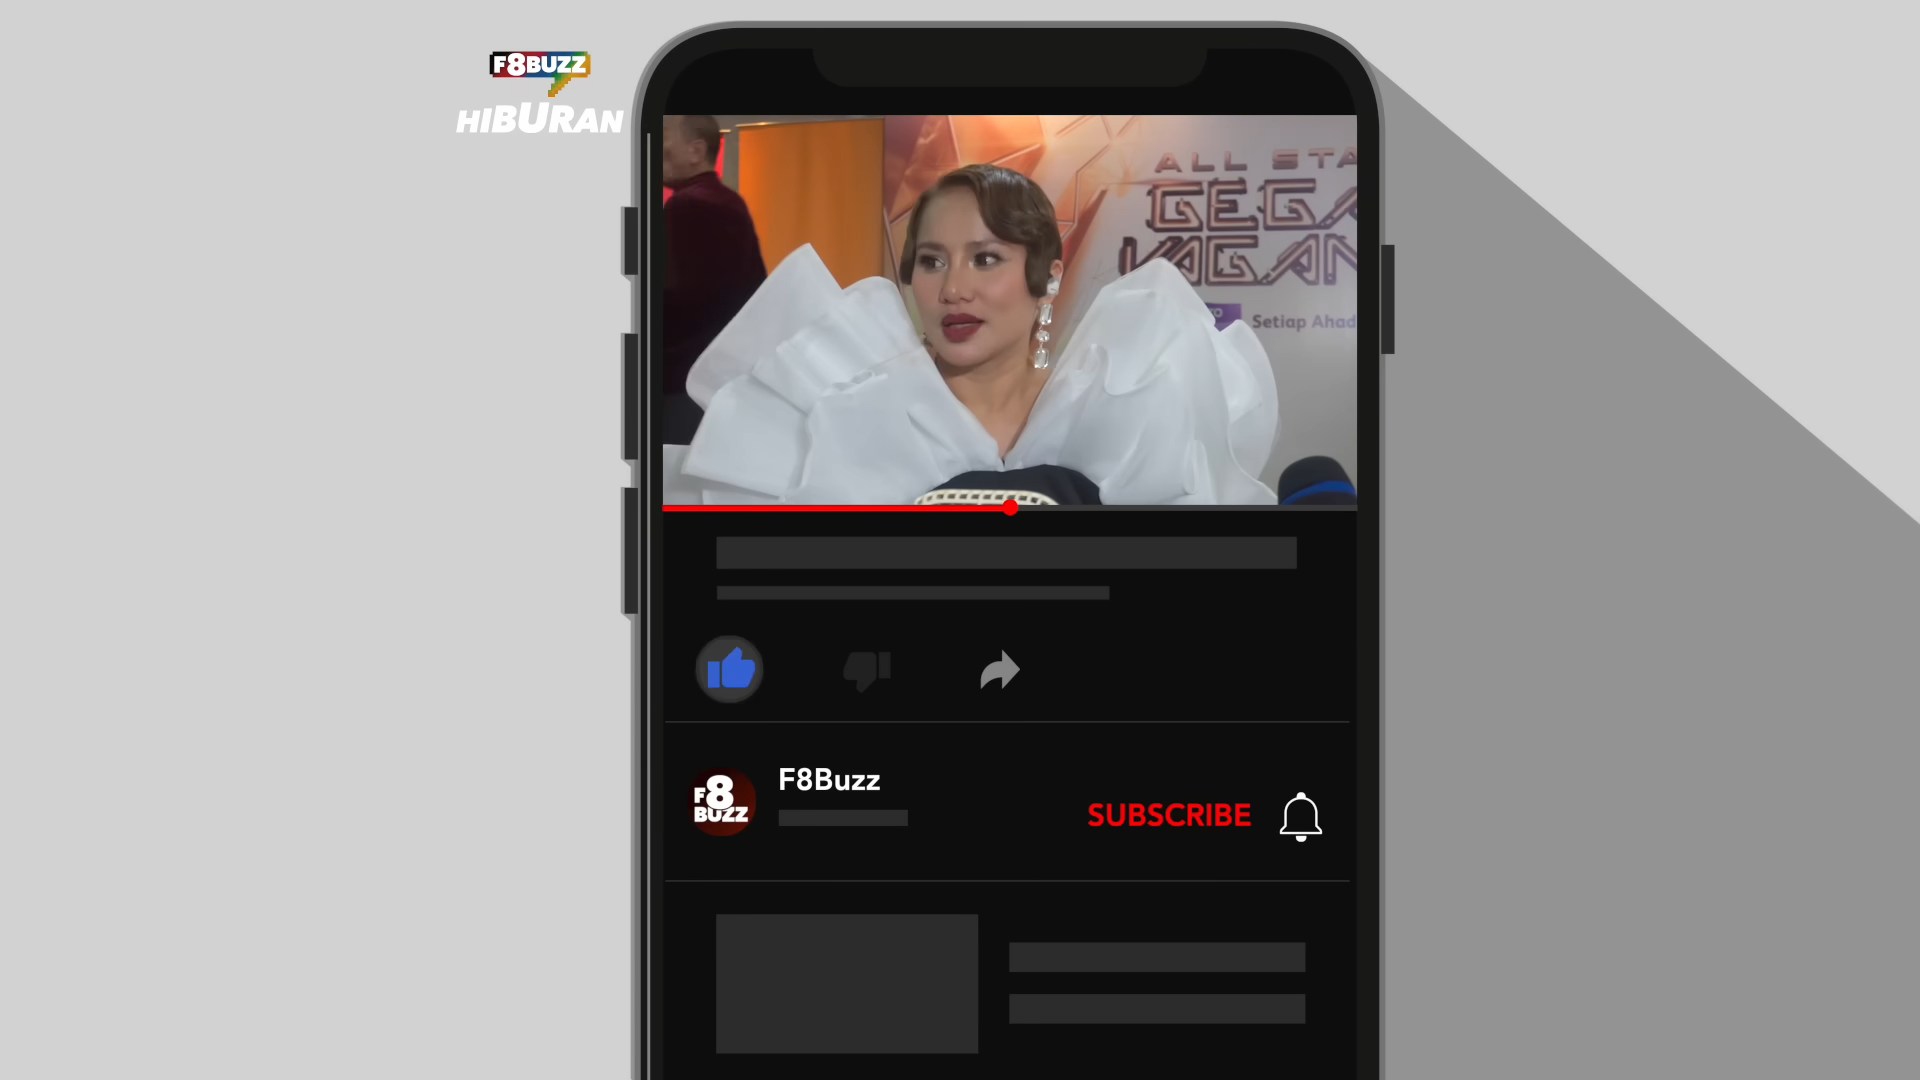 F8BUZZ
HIBURAN
ALL STA
GEGA
VAGAN
Setiap Ahad
F8Buzz
F8
BUZZ
SUBSCRIBE